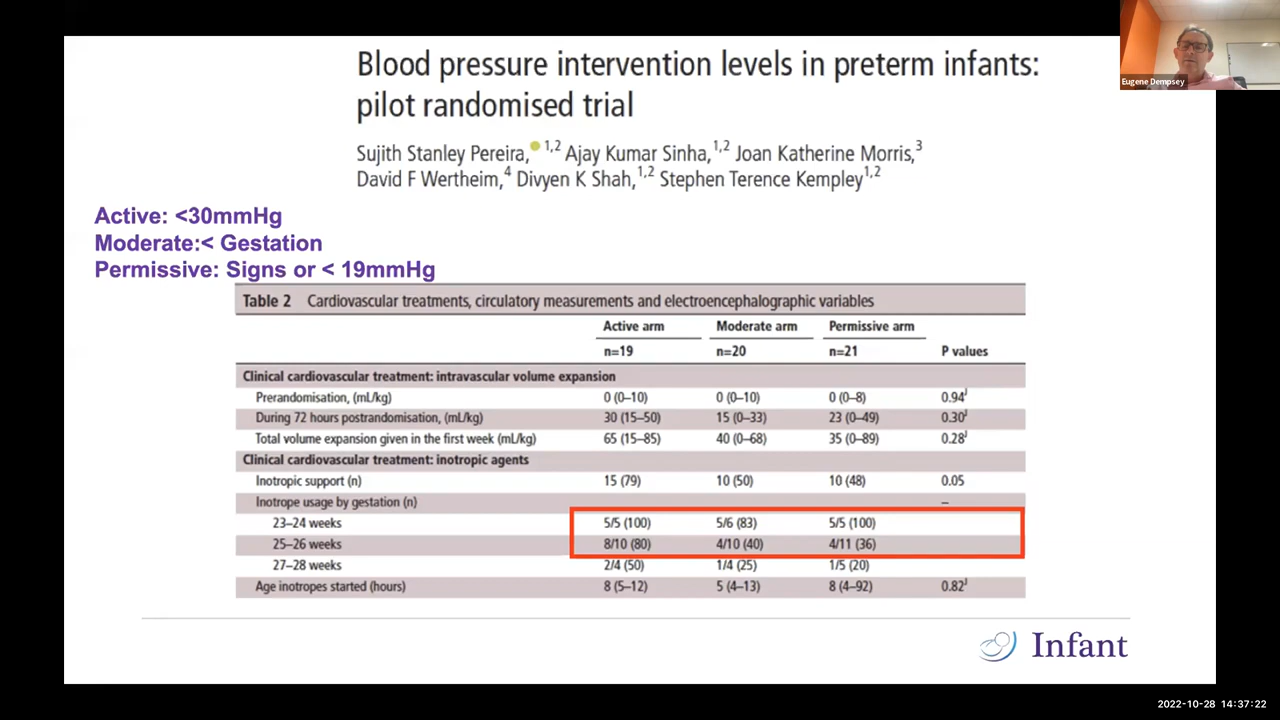 Eugene Dempsey
Blood pressure intervention levels in preterm infants:
pilot randomised trial
Sujith Stanley Pereira, 1,2 Ajay Kumar Sinha,1,2 Joan Katherine Morris,3
David F Wertheim,4 Divyen K Shah,1,2 Stephen Terence Kempley1,2
Active: <30mmHg
Moderate:< Gestation
Permissive: Signs or < 19mmHg
Table 2 Cardiovascular treatments, circulatory measurements and electroencephalographic variables
Active arm Moderate arm Permissive arm
n=19 n=20 n=21 P values
Clinical cardiovascular treatment: intravascular volume expansion
Prerandomisation, (mL/kg) 0 (0–10) 0 (0–10) 0 (0–8) 0.94J
During 72 hours postrandomisation, (mL/kg) 30 (15–50) 15 (0–33) 23 (0–49) 0.30J
Total volume expansion given in the first week (mL/kg) 65 (15–85) 40 (0–68) 35 (0–89) 0.28J
Clinical cardiovascular treatment: inotropic agents
Inotropic support (n) 15 (79) 10 (50) 10 (48) 0.05
Inotrope usage by gestation (n) –
23–24 weeks 5/5 (100) 5/6 (83) 5/5 (100)
25–26 weeks 8/10 (80) 4/10 (40) 4/11 (36)
27–28 weeks 2/4 (50) 1/4 (25) 1/5 (20)
Age inotropes started (hours) 8 (5–12) 5 (4–13) 8 (4–92) 0.82J
Infant
2022-10-28 14:37:22